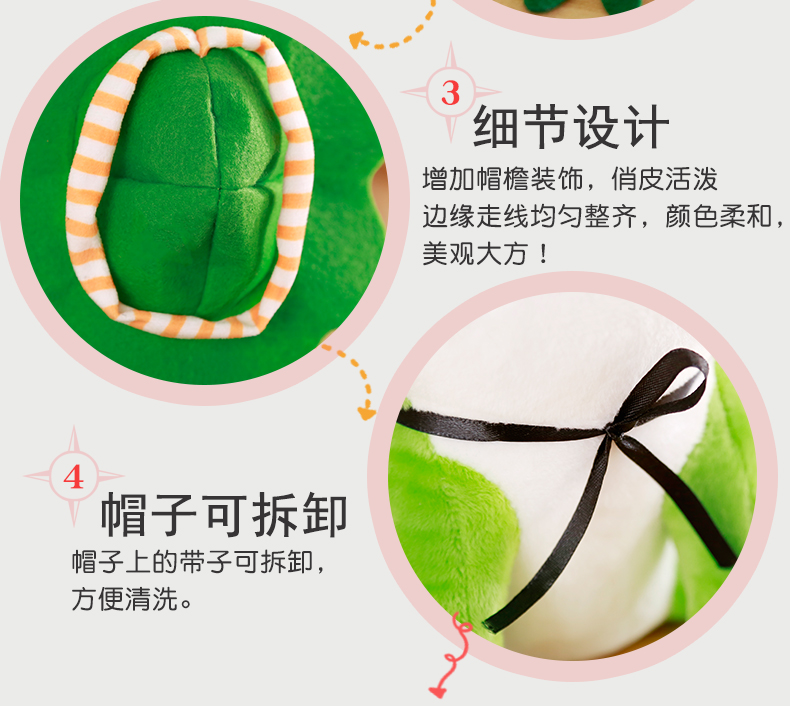 3
细节设计
增加帽檐装饰，俏皮活泼
边缘走线均匀整齐，颜色柔和，
美观大方！
4
帽子可拆卸
帽子上的带子可拆卸，
方便清洗。